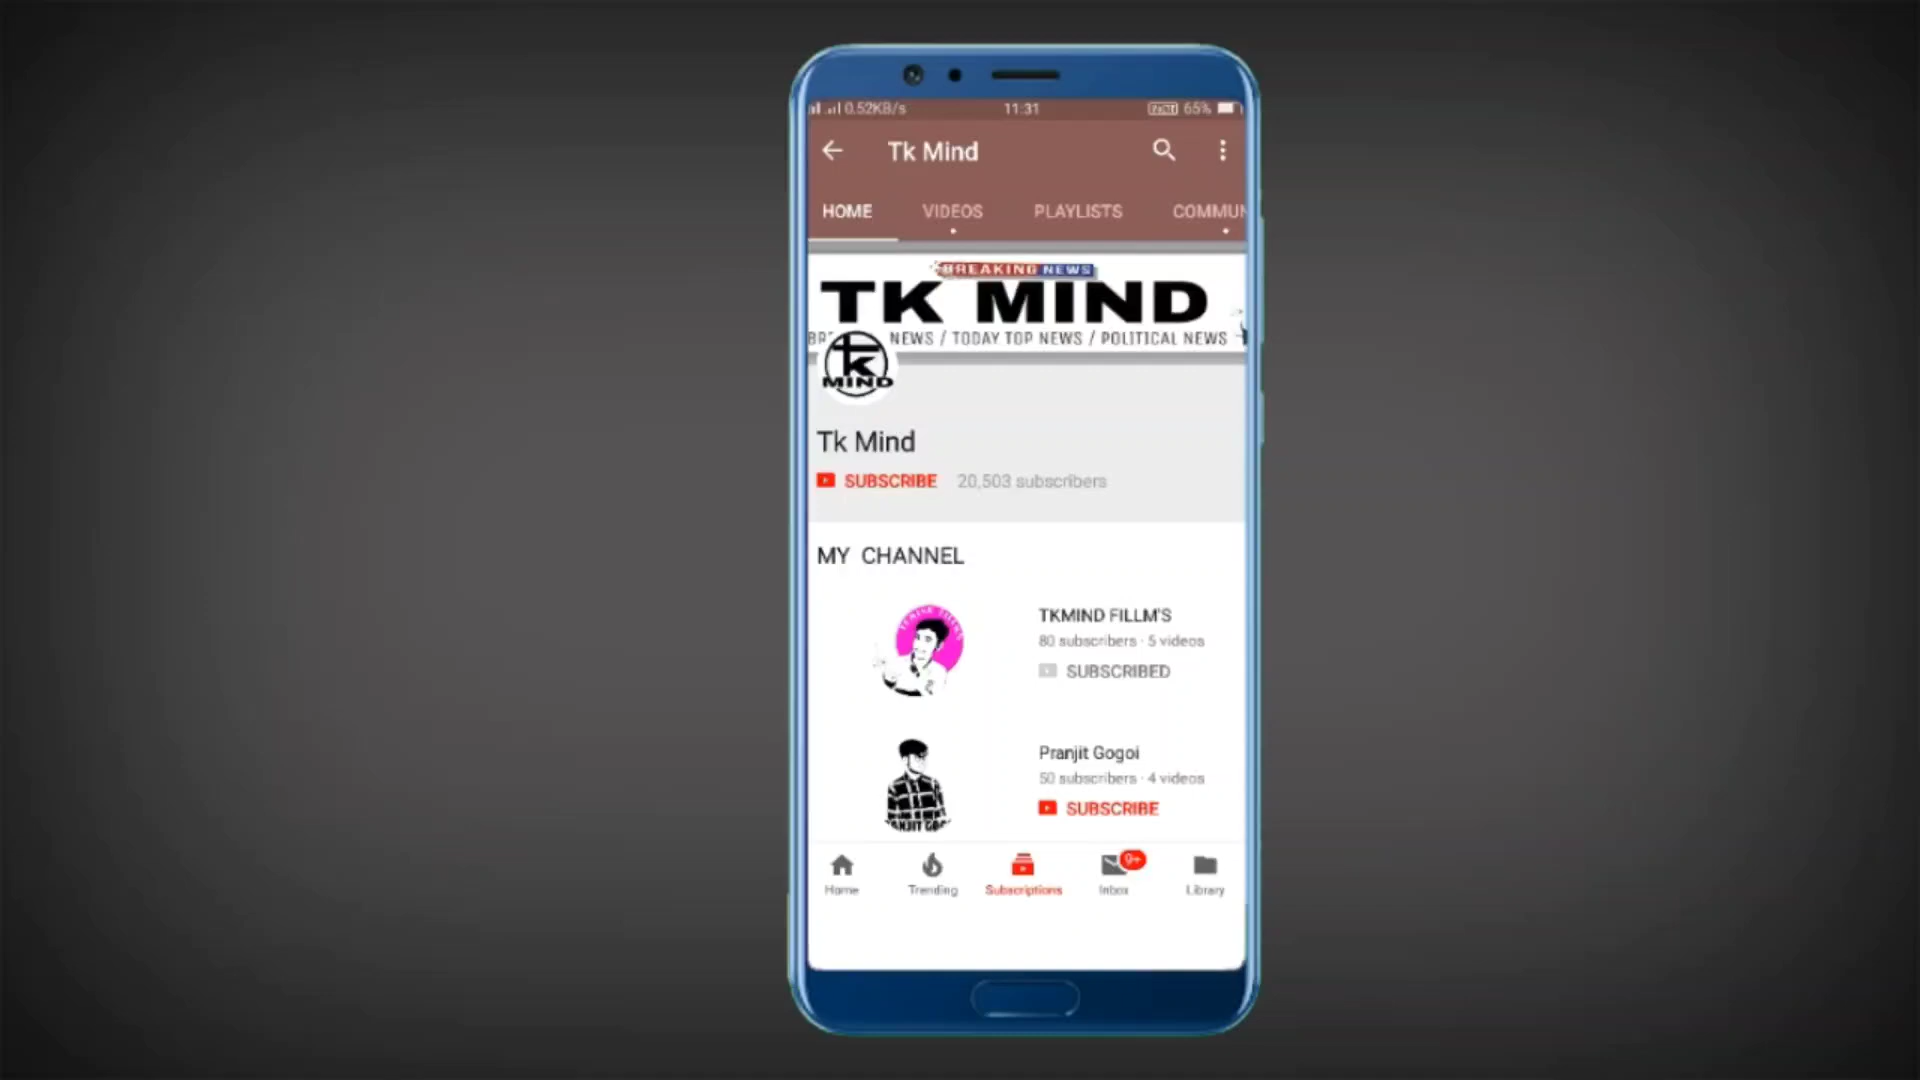 0.52KB/s 11:31 65%
Tk Mind
HOME VIDEOS PLAYLISTS COMMUN
BREAKING NEWS
TK MIND
NEWS / TODAY TOP NEWS / POLITICAL NEWS
tk
MIND
Tk Mind
SUBSCRIBE 20,503 subscribers
MY CHANNEL
TKMIND FILLM'S
80 subscribers · 5 videos
SUBSCRIBED
Pranjit Gogoi
50 subscribers · 4 videos
SUBSCRIBE
9+
Home Trending Subscriptions Inbox Library